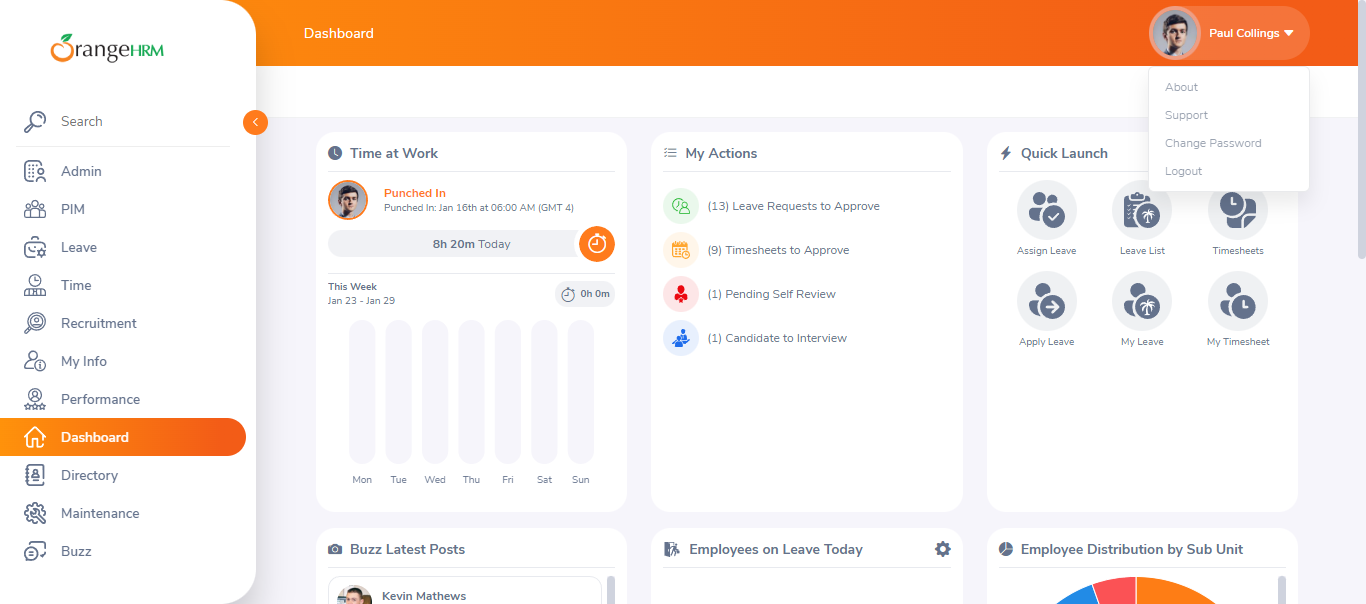 OrangeHRM
Search
Admin
PIM
Leave
Time
Recruitment
My Info
Performance
Dashboard
Directory
Maintenance
Buzz
Dashboard
Paul Collings
About
Support
Change Password
Logout
Time at Work
Punched In
Punched In: Jan 16th at 06:00 AM (GMT 4)
8h 20m Today
This Week
Jan 23 - Jan 29
0h 0m
Mon Tue Wed Thu Fri Sat Sun
My Actions
(13) Leave Requests to Approve
(9) Timesheets to Approve
(1) Pending Self Review
(1) Candidate to Interview
Quick Launch
Assign Leave Leave List Timesheets
Apply Leave My Leave My Timesheet
Buzz Latest Posts
Kevin Mathews
Employees on Leave Today
Employee Distribution by Sub Unit